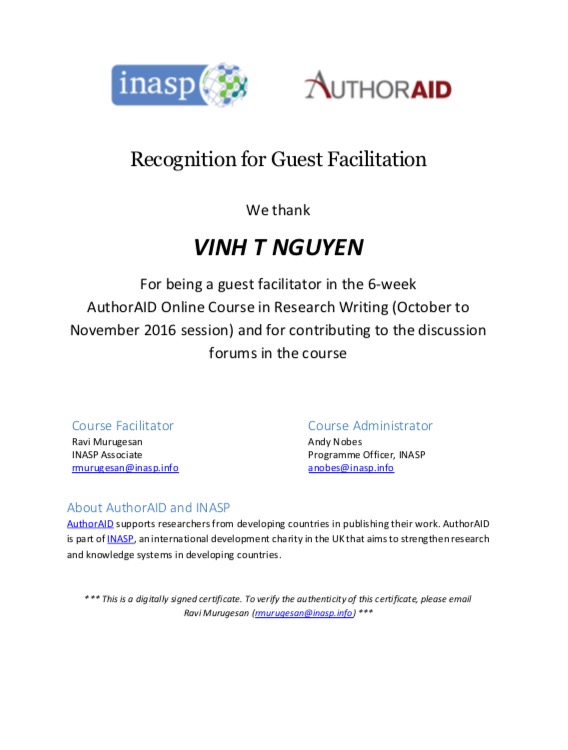 inasp
AUTHORAID
Recognition for Guest Facilitation
We thank
VINH T NGUYEN
For being a guest facilitator in the 6-week
AuthorAID Online Course in Research Writing (October to
November 2016 session) and for contributing to the discussion
forums in the course
Course Facilitator
Ravi Murugesan
INASP Associate
rmurugesan@inasp.info
Course Administrator
Andy Nobes
Programme Officer, INASP
anobes@inasp.info
About AuthorAID and INASP
AuthorAID supports researchers from developing countries in publishing their work. AuthorAID
is part of INASP, an international development charity in the UK that aims to strengthen research
and knowledge systems in developing countries.
*** This is a digitally signed certificate. To verify the authenticity of this certificate, please email
Ravi Murugesan (rmurugesan@inasp.info) ***